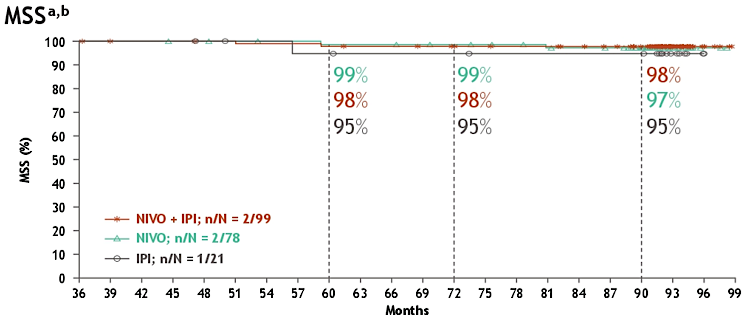 MSSa,b
100
90
80
70
60
50
40
30
20
10
0
MSS (%)
99% 99% 98%
98% 98% 97%
95% 95% 95%
NIVO + IPI; n/N = 2/99
NIVO; n/N = 2/78
IPI; n/N = 1/21
36 39 42 45 48 51 54 57 60 63 66 69 72 75 78 81 84 87 90 93 96 99
Months